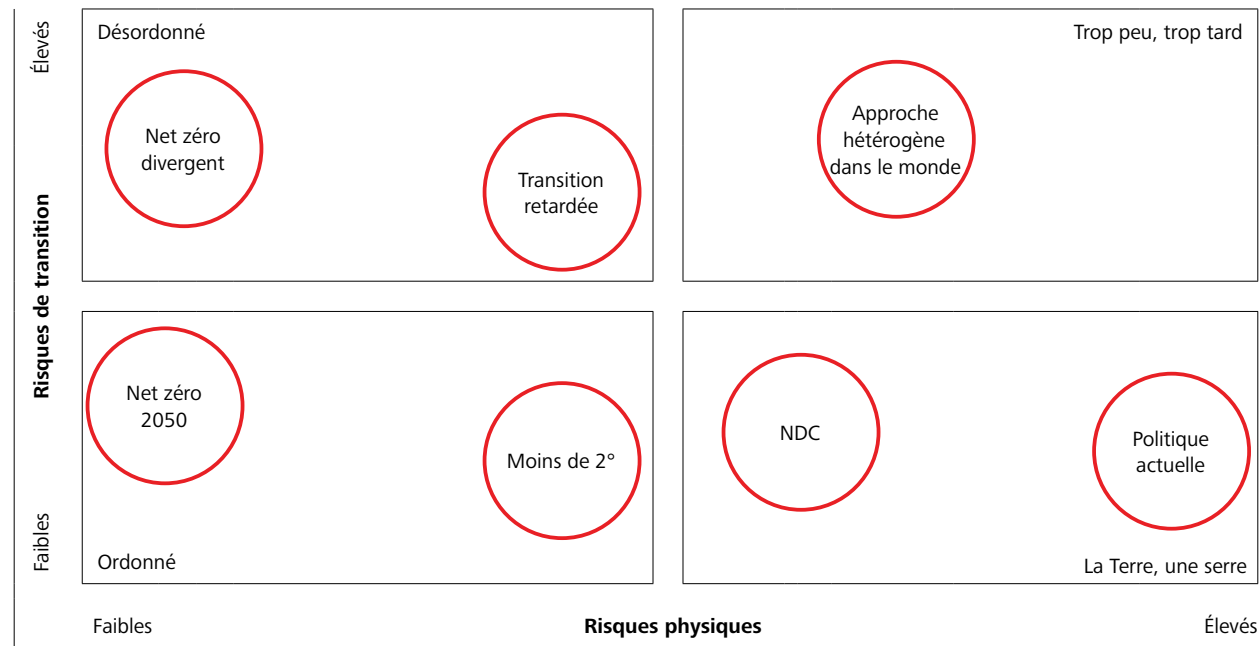 Élevés
Risques de transition
Faibles
Désordonné
Net zéro
divergent
Transition
retardée
Trop peu, trop tard
Approche
hétérogène
dans le monde
Net zéro
2050
Moins de 2°
Ordonné
NDC
Politique
actuelle
La Terre, une serre
Faibles
Risques physiques
Élevés